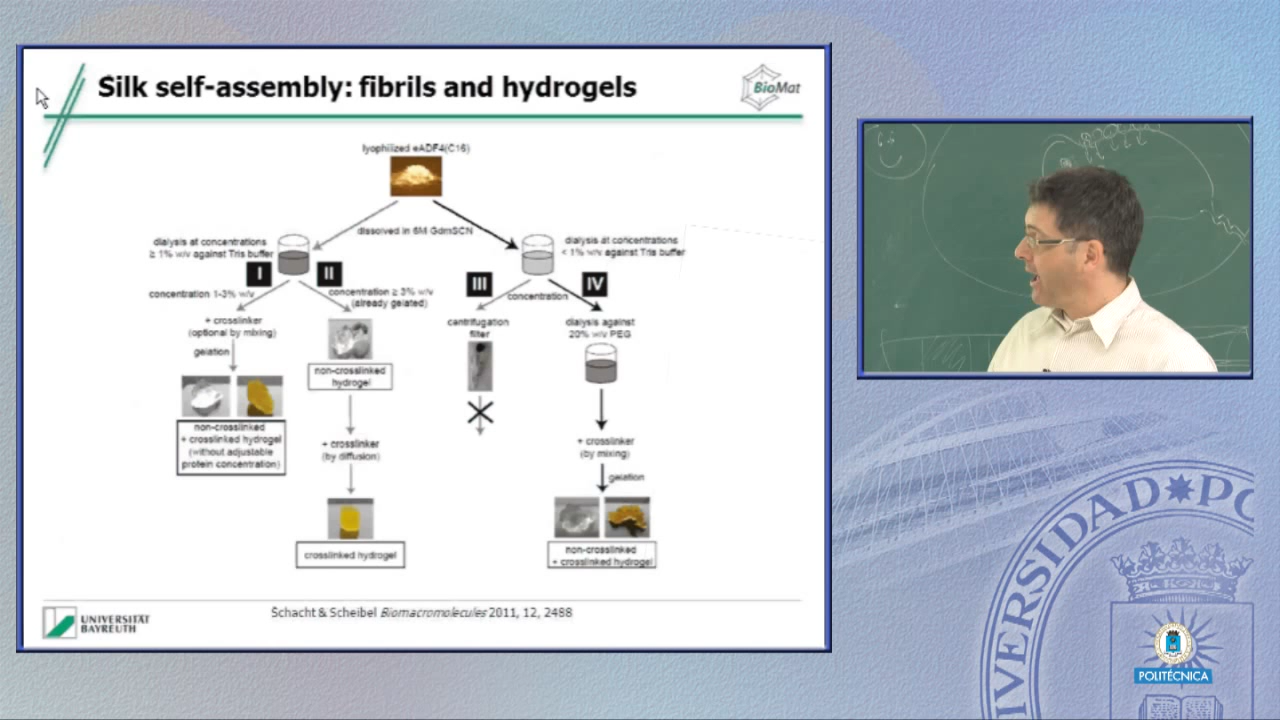 Silk self-assembly: fibrils and hydrogels
BioMat
lyophilized eADF4(C16)
dissolved in 6M GdmSCN
dialysis at concentrations
≥ 1% w/v against Tris buffer
dialysis at concentrations
< 1% w/v against Tris buffer
I
II
III
IV
concentration 1-3% w/v
concentration ≥ 3% w/v
(already gelated)
concentration
+ crosslinker
(optional by mixing)
gelation
centrifugation
filter
dialysis against
20% w/v PEG
non-crosslinked
hydrogel
non-crosslinked
+ crosslinked hydrogel
(without adjustable
protein concentration)
+ crosslinker
(by diffusion)
+ crosslinker
(by mixing)
gelation
crosslinked hydrogel
non-crosslinked
+ crosslinked hydrogel
Schacht & Scheibel Biomacromolecules 2011, 12, 2488
UNIVERSITÄT
BAYREUTH
IVERSIDAD PO
POLITÉCNICA